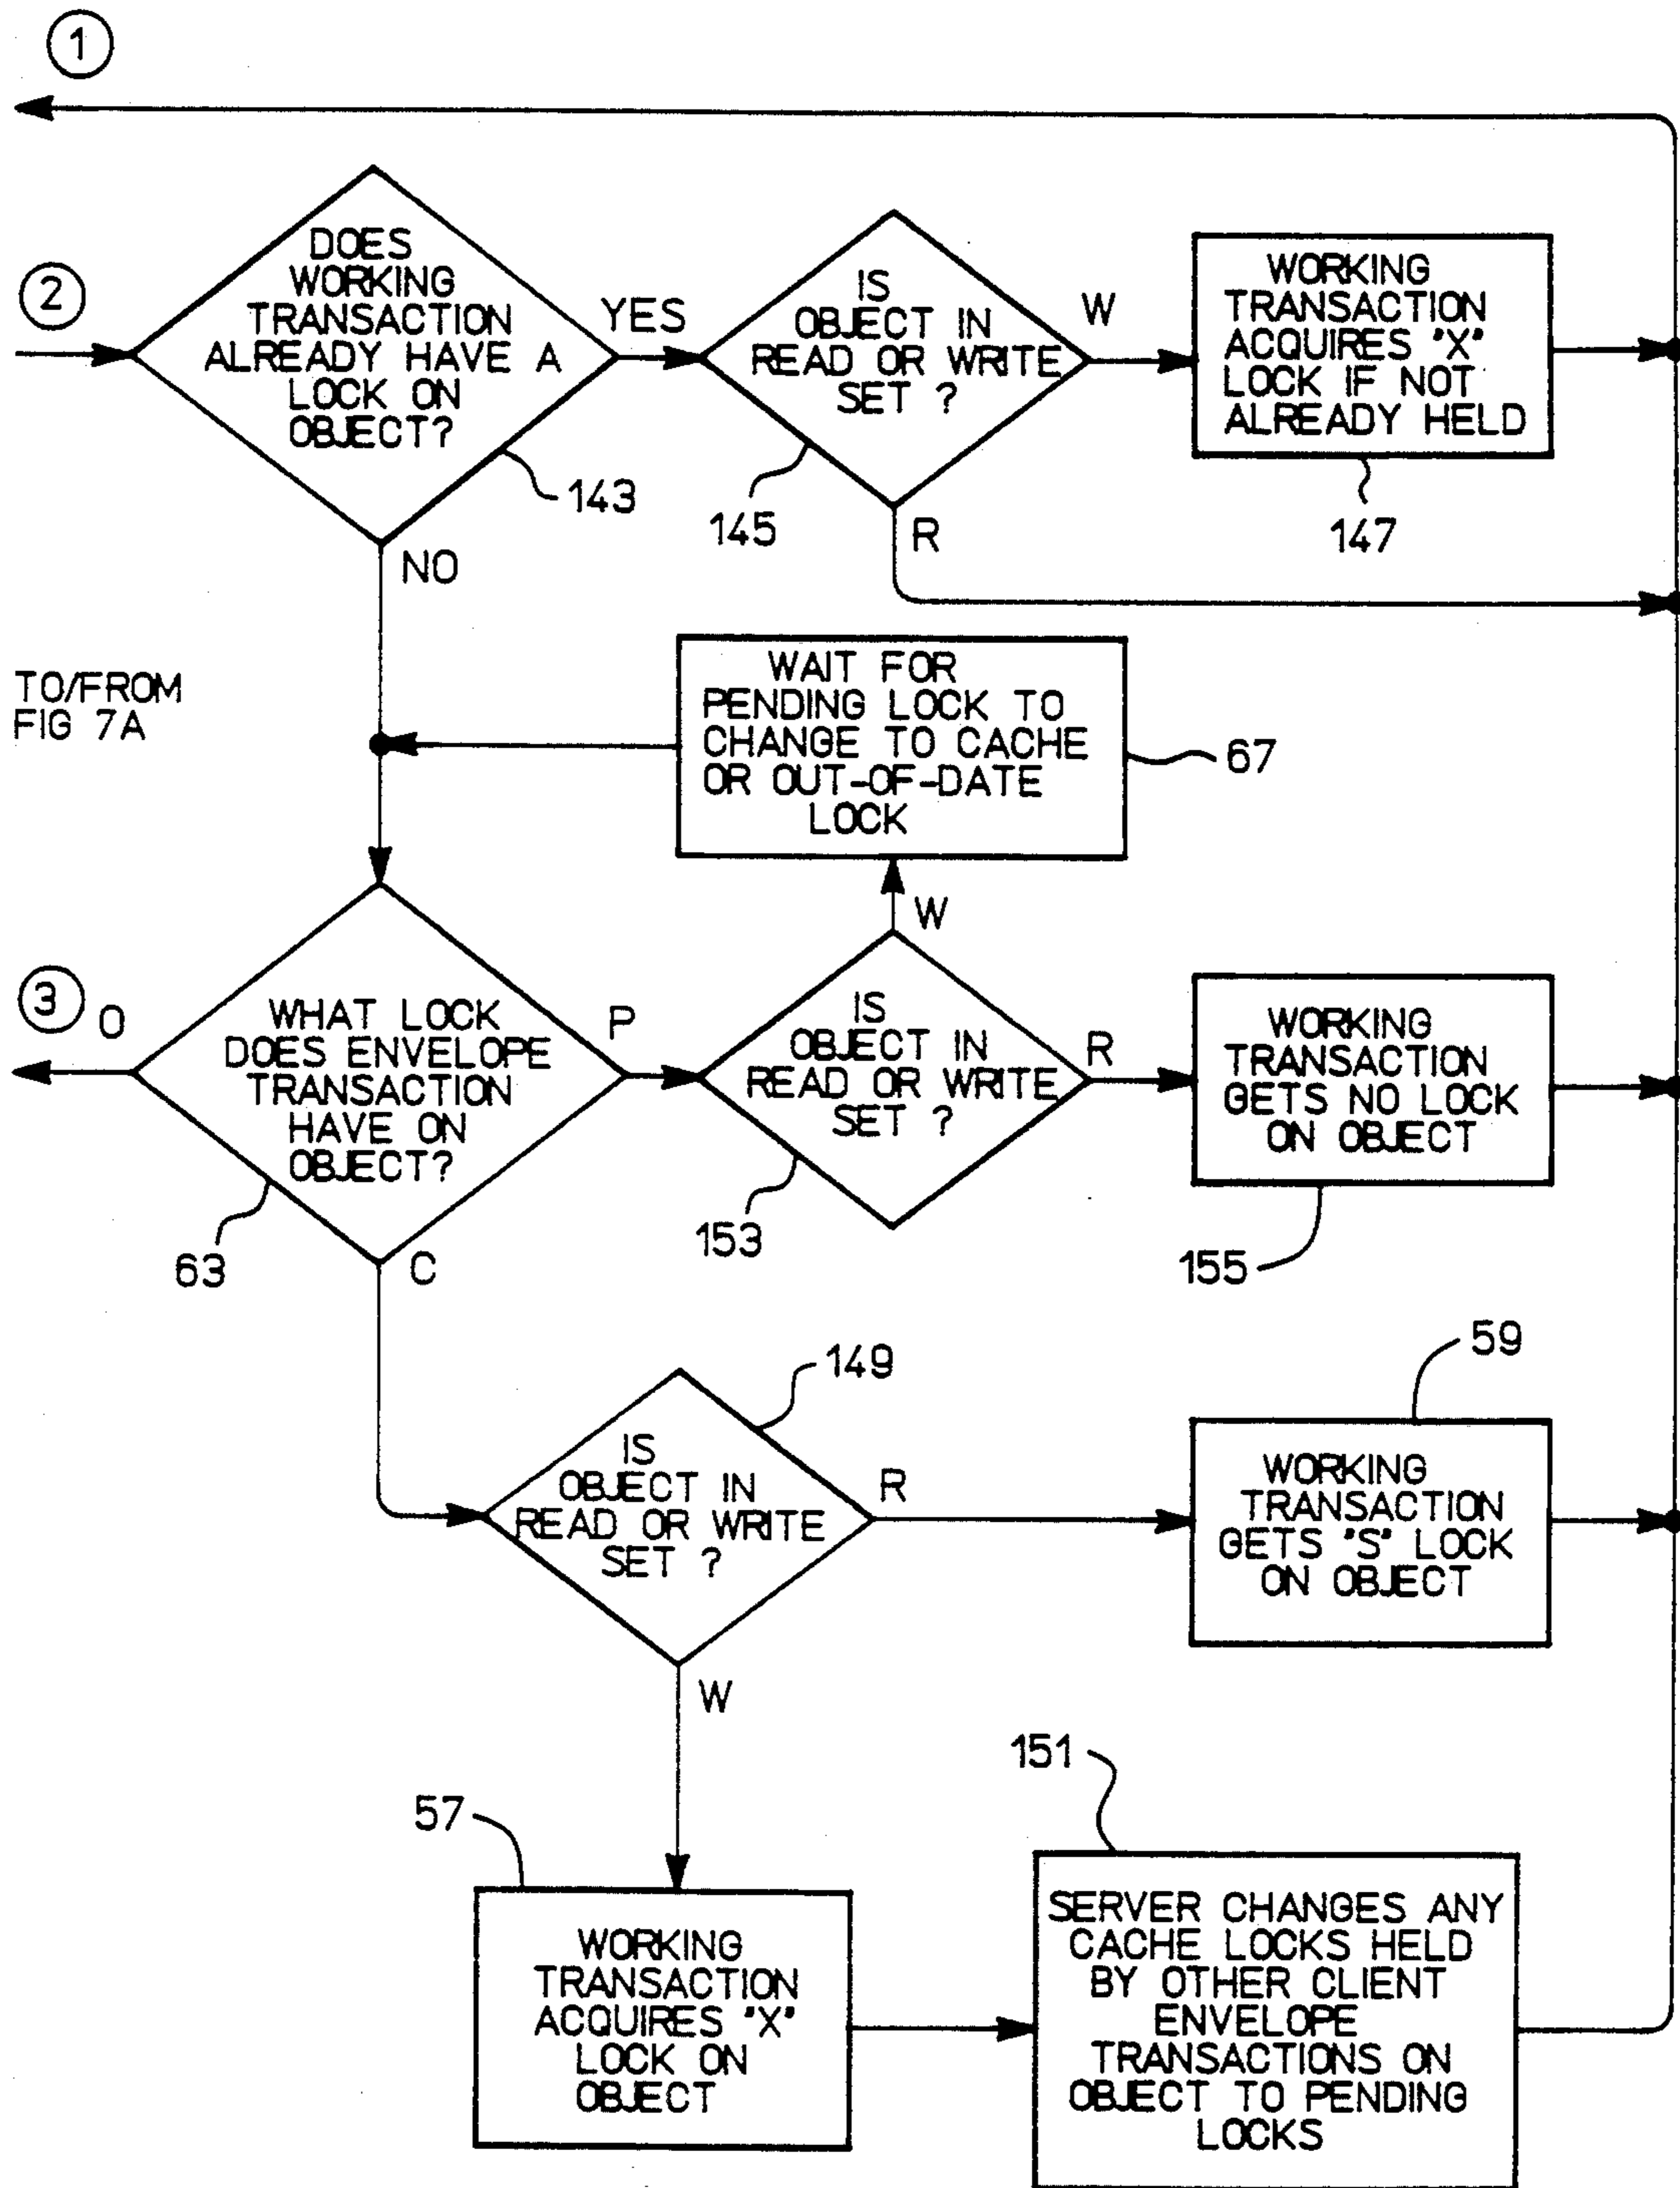 1
2
DOES
WORKING
TRANSACTION
ALREADY HAVE A
LOCK ON
OBJECT?
YES
143
NO
IS
OBJECT IN
READ OR WRITE
SET ?
W
145
R
WORKING
TRANSACTION
ACQUIRES "X"
LOCK IF NOT
ALREADY HELD
147
TO/FROM
FIG 7A
WAIT FOR
PENDING LOCK TO
CHANGE TO CACHE
OR OUT-OF-DATE
LOCK
67
W
3
O
WHAT LOCK
DOES ENVELOPE
TRANSACTION
HAVE ON
OBJECT?
P
63
C
IS
OBJECT IN
READ OR WRITE
SET ?
R
153
WORKING
TRANSACTION
GETS NO LOCK
ON OBJECT
155
149
IS
OBJECT IN
READ OR WRITE
SET ?
R
W
59
WORKING
TRANSACTION
GETS "S" LOCK
ON OBJECT
57
WORKING
TRANSACTION
ACQUIRES "X"
LOCK ON
OBJECT
151
SERVER CHANGES ANY
CACHE LOCKS HELD
BY OTHER CLIENT
ENVELOPE
TRANSACTIONS ON
OBJECT TO PENDING
LOCKS